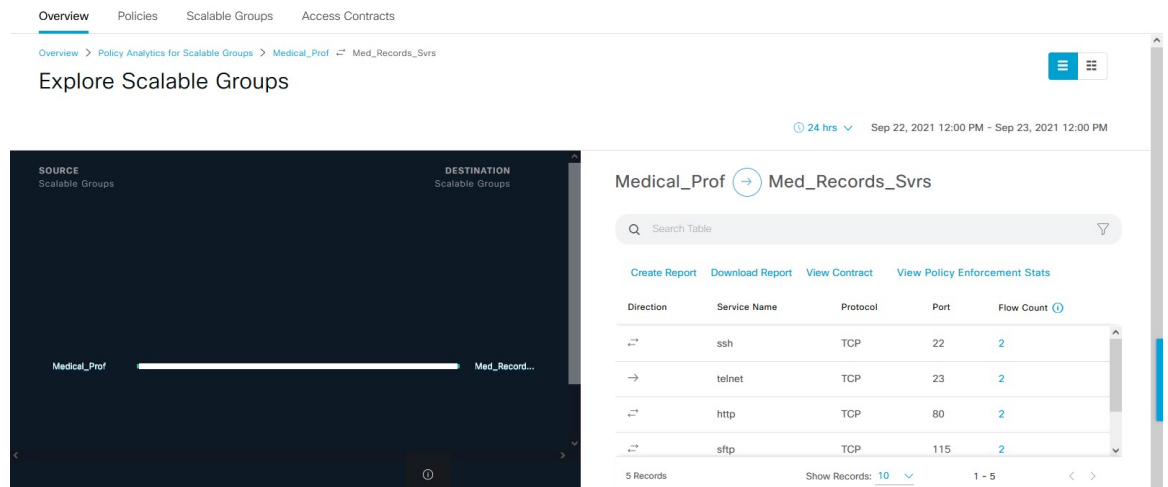 Overview Policies Scalable Groups Access Contracts
Overview > Policy Analytics for Scalable Groups > Medical_Prof ⇄ Med_Records_Svrs
Explore Scalable Groups
24 hrs Sep 22, 2021 12:00 PM - Sep 23, 2021 12:00 PM
SOURCE
Scalable Groups
DESTINATION
Scalable Groups
Medical_Prof Med_Record...
Medical_Prof → Med_Records_Svrs
Search Table
Create Report Download Report View Contract View Policy Enforcement Stats
Direction Service Name Protocol Port Flow Count
⇄ ssh TCP 22 2
→ telnet TCP 23 2
⇄ http TCP 80 2
⇄ sftp TCP 115 2
5 Records Show Records: 10 1 - 5 < >